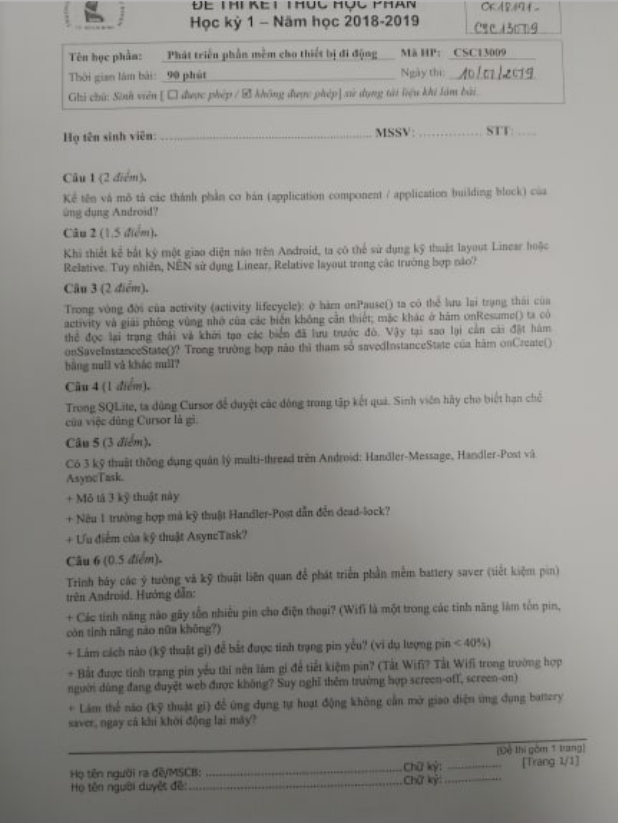 ĐỀ THI KẾT THÚC HỌC PHẦN
Học kỳ 1 – Năm học 2018-2019
CK18191-
CSC13009
Tên học phần: Phát triển phần mềm cho thiết bị di động Mã HP: CSC13009
Thời gian làm bài: 90 phút Ngày thi: 10/01/2019
Ghi chú: Sinh viên [ ☐ được phép / ☑ không được phép] sử dụng tài liệu khi làm bài.
Họ tên sinh viên: MSSV: STT:
Câu 1 (2 điểm).
Kể tên và mô tả các thành phần cơ bản (application component / application building block) của
ứng dụng Android?
Câu 2 (1.5 điểm).
Khi thiết kế bất kỳ một giao diện nào trên Android, ta có thể sử dụng kỹ thuật layout Linear hoặc
Relative. Tuy nhiên, NÊN sử dụng Linear, Relative layout trong các trường hợp nào?
Câu 3 (2 điểm).
Trong vòng đời của activity (activity lifecycle): ở hàm onPause() ta có thể lưu lại trạng thái của
activity và giải phóng vùng nhớ của các biến không cần thiết; mặc khác ở hàm onResume() ta có
thể đọc lại trạng thái và khởi tạo các biến đã lưu trước đó. Vậy tại sao lại cần cài đặt hàm
onSaveInstanceState()? Trong trường hợp nào thì tham số savedInstanceState của hàm onCreate()
bằng null và khác null?
Câu 4 (1 điểm).
Trong SQLite, ta dùng Cursor để duyệt các dòng trong tập kết quả. Sinh viên hãy cho biết hạn chế
của việc dùng Cursor là gì.
Câu 5 (3 điểm).
Có 3 kỹ thuật thông dụng quản lý multi-thread trên Android: Handler-Message, Handler-Post và
AsyncTask.
+ Mô tả 3 kỹ thuật này
+ Nêu 1 trường hợp mà kỹ thuật Handler-Post dẫn đến dead-lock?
+ Ưu điểm của kỹ thuật AsyncTask?
Câu 6 (0.5 điểm).
Trình bày các ý tưởng và kỹ thuật liên quan để phát triển phần mềm battery saver (tiết kiệm pin)
trên Android. Hướng dẫn:
+ Các tính năng nào gây tốn nhiều pin cho điện thoại? (Wifi là một trong các tính năng làm tốn pin,
còn tính năng nào nữa không?)
+ Làm cách nào (kỹ thuật gì) để bắt được tình trạng pin yếu? (ví dụ lượng pin < 40%)
+ Bắt được tình trạng pin yếu thì nên làm gì để tiết kiệm pin? (Tắt Wifi? Tắt Wifi trong trường hợp
người dùng đang duyệt web được không? Suy nghĩ thêm trường hợp screen-off, screen-on)
+ Làm thế nào (kỹ thuật gì) để ứng dụng tự hoạt động không cần mở giao diện ứng dụng battery
saver, ngay cả khi khởi động lại máy?
(Đề thi gồm 1 trang)
[Trang 1/1]
Họ tên người ra đề/MSCB: Chữ ký:
Họ tên người duyệt đề: Chữ ký: